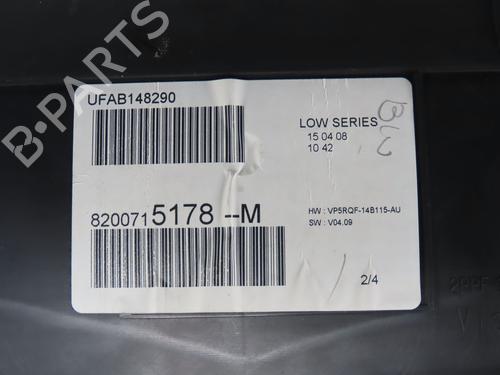 UFAB148290
LOW SERIES
15 04 08
10 42
8200715178 --M
HW : VP5RQF-14B115-AU
SW : V04.09
2/4
B-PARTS